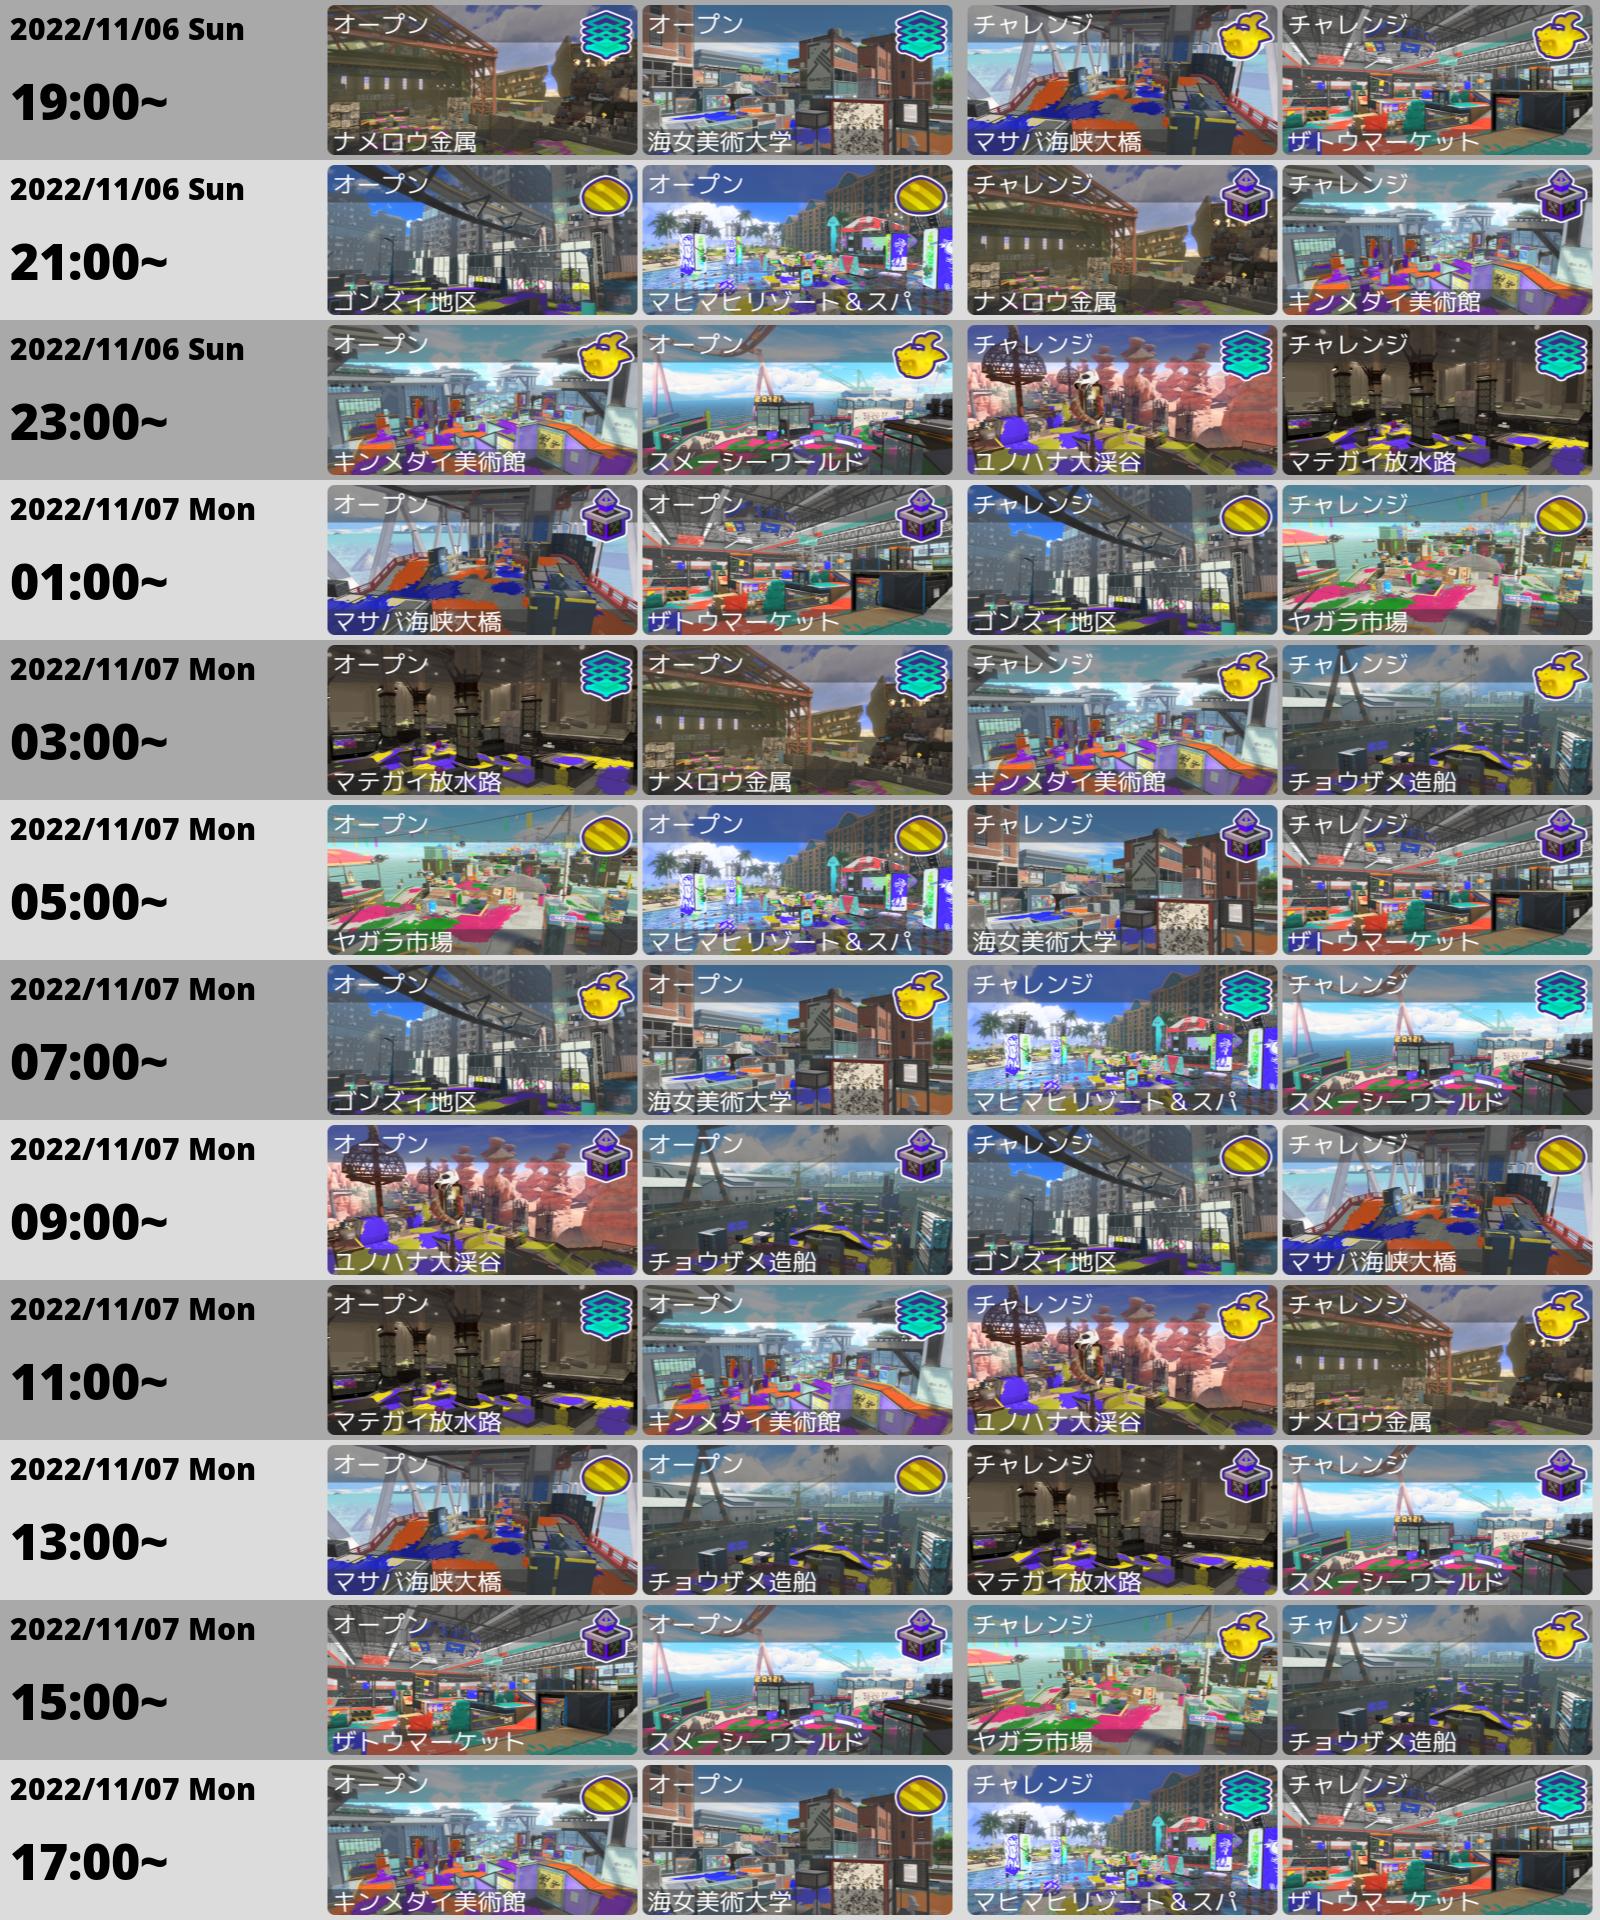 2022/11/06 Sun
19:00~
オープン
ナメロウ金属
オープン
海女美術大学
チャレンジ
マサバ海峡大橋
チャレンジ
ザトウマーケット
2022/11/06 Sun
21:00~
オープン
ゴンズイ地区
オープン
マヒマヒリゾート＆スパ
チャレンジ
ナメロウ金属
チャレンジ
キンメダイ美術館
2022/11/06 Sun
23:00~
オープン
キンメダイ美術館
オープン
スメーシーワールド
チャレンジ
ユノハナ大渓谷
チャレンジ
マテガイ放水路
2022/11/07 Mon
01:00~
オープン
マサバ海峡大橋
オープン
ザトウマーケット
チャレンジ
ゴンズイ地区
チャレンジ
ヤガラ市場
2022/11/07 Mon
03:00~
オープン
マテガイ放水路
オープン
ナメロウ金属
チャレンジ
キンメダイ美術館
チャレンジ
チョウザメ造船
2022/11/07 Mon
05:00~
オープン
ヤガラ市場
オープン
マヒマヒリゾート＆スパ
チャレンジ
海女美術大学
チャレンジ
ザトウマーケット
2022/11/07 Mon
07:00~
オープン
ゴンズイ地区
オープン
海女美術大学
チャレンジ
マヒマヒリゾート＆スパ
チャレンジ
スメーシーワールド
2022/11/07 Mon
09:00~
オープン
ユノハナ大渓谷
オープン
チョウザメ造船
チャレンジ
ゴンズイ地区
チャレンジ
マサバ海峡大橋
2022/11/07 Mon
11:00~
オープン
マテガイ放水路
オープン
キンメダイ美術館
チャレンジ
ユノハナ大渓谷
チャレンジ
ナメロウ金属
2022/11/07 Mon
13:00~
オープン
マサバ海峡大橋
オープン
チョウザメ造船
チャレンジ
マテガイ放水路
チャレンジ
スメーシーワールド
2022/11/07 Mon
15:00~
オープン
ザトウマーケット
オープン
スメーシーワールド
チャレンジ
ヤガラ市場
チャレンジ
チョウザメ造船
2022/11/07 Mon
17:00~
オープン
キンメダイ美術館
オープン
海女美術大学
チャレンジ
マヒマヒリゾート＆スパ
チャレンジ
ザトウマーケット